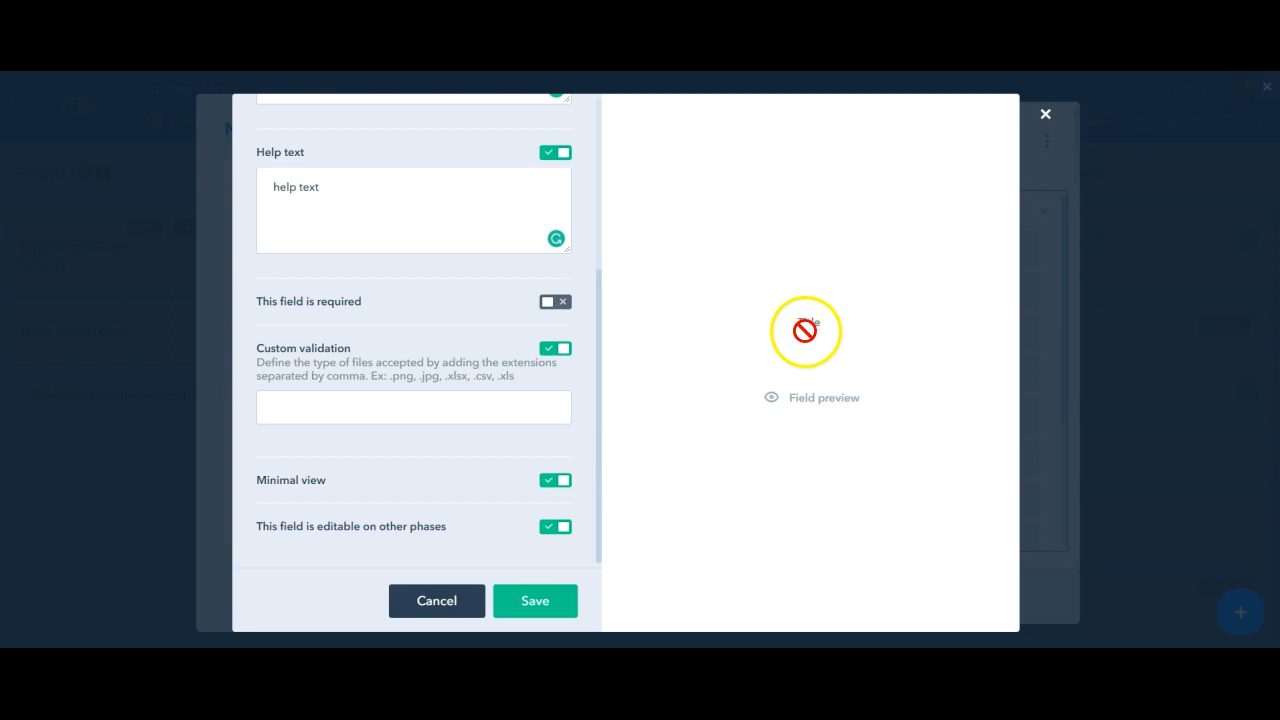 Help text
help text
This field is required
Custom validation
Define the type of files accepted by adding the extensions
separated by comma. Ex: .png, .jpg, .xlsx, .csv, .xls
Minimal view
This field is editable on other phases
Cancel
Save
Title
Field preview